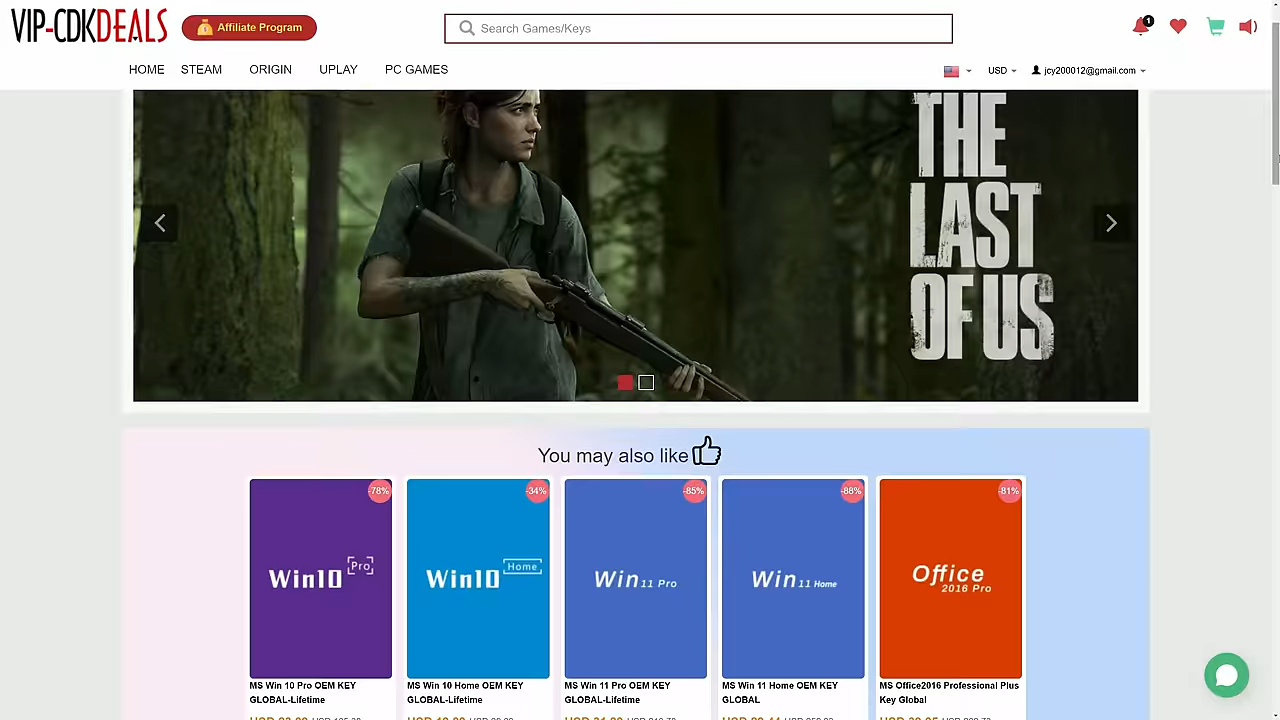 VIP-CDKDEALS
Affiliate Program
Search Games/Keys
1
HOME
STEAM
ORIGIN
UPLAY
PC GAMES
USD
jcy200012@gmail.com
THE
LAST
OF US
You may also like
-78%
-34%
-85%
-88%
-81%
Win10 Pro
Win10 Home
Win 11 Pro
Win 11 Home
Office
2016 Pro
MS Win 10 Pro OEM KEY
GLOBAL-Lifetime
MS Win 10 Home OEM KEY
GLOBAL-Lifetime
MS Win 11 Pro OEM KEY
GLOBAL-Lifetime
MS Win 11 Home OEM KEY
GLOBAL
MS Office2016 Professional Plus
Key Global